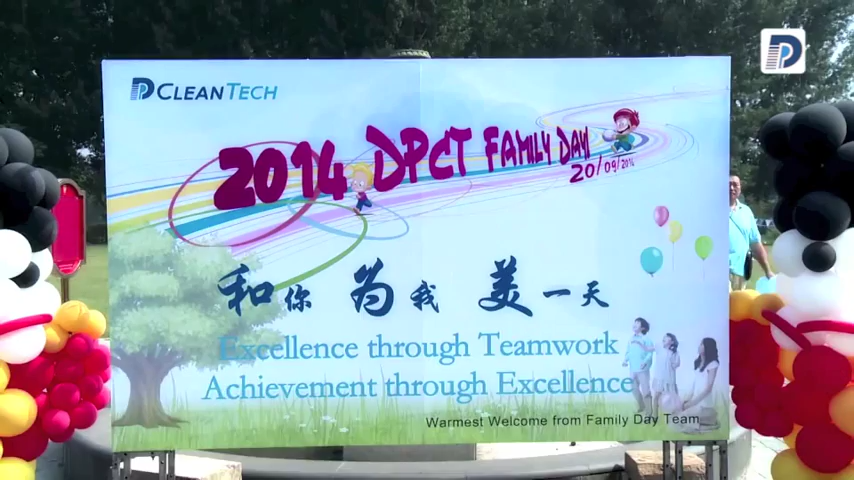 DP CLEANTECH
2014 DPCT FAMILY DAY
20/09/2014
和你 为我 美一天
Excellence through Teamwork
Achievement through Excellence
Warmest Welcome from Family Day Team